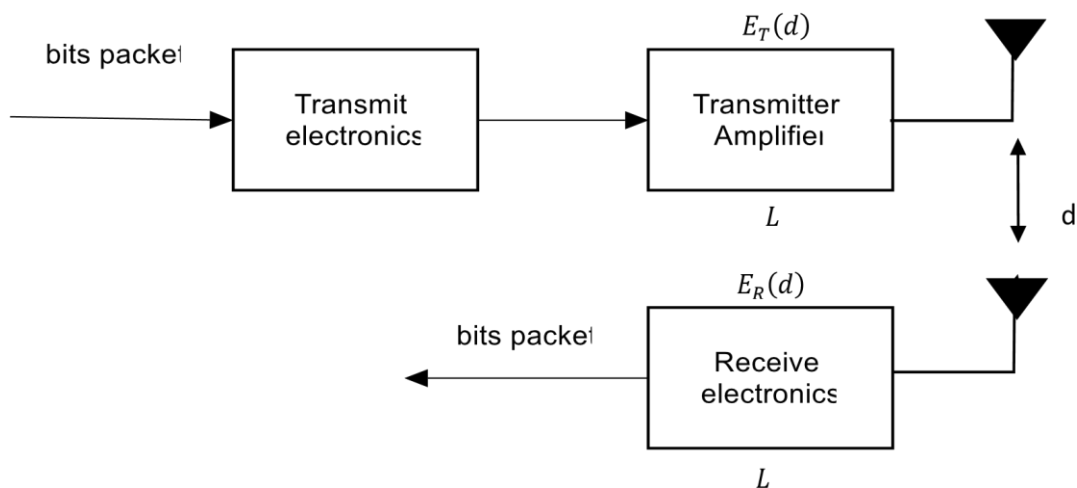 E_T(d)
bits packet
Transmit
electronics
Transmitter
Amplifier
L
d
E_R(d)
bits packet
Receive
electronics
L